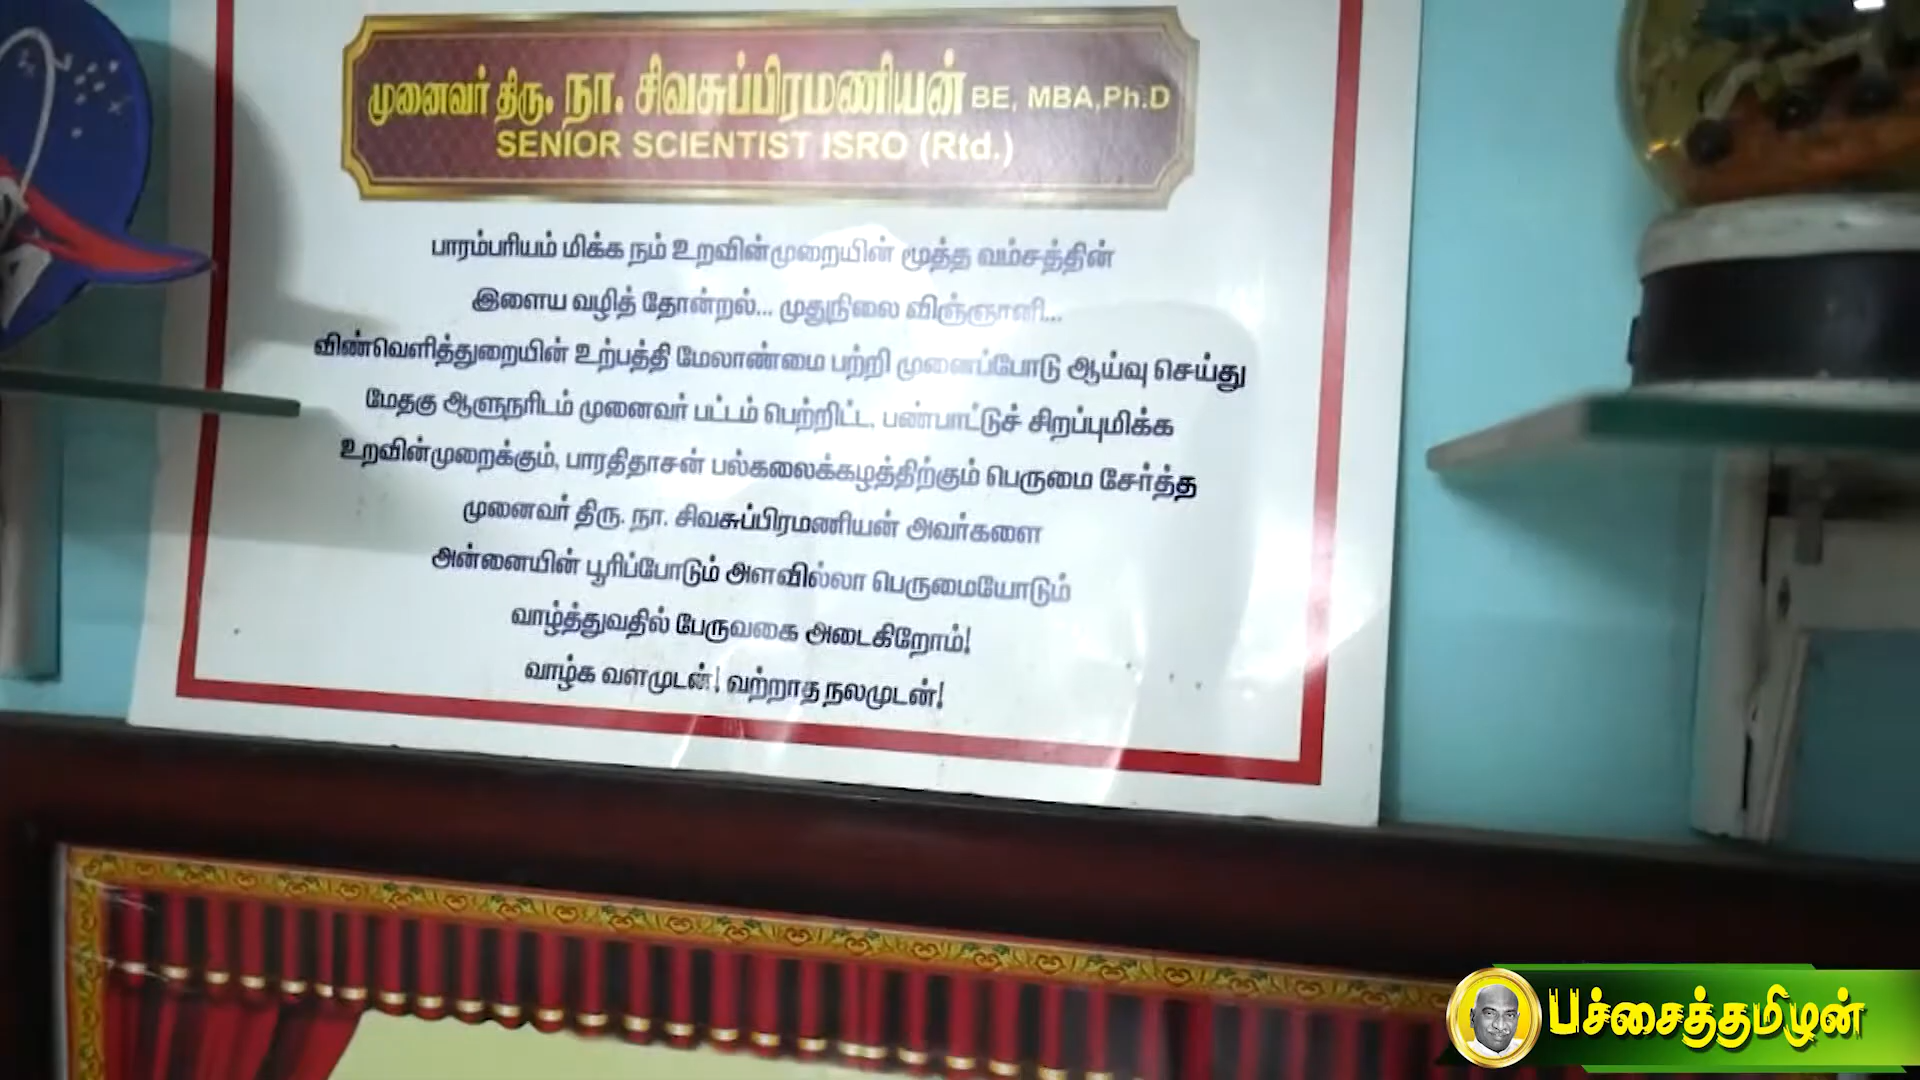 முனைவர் திரு. நா. சிவசுப்பிரமணியன் BE, MBA,Ph.D
SENIOR SCIENTIST ISRO (Rtd.)
பாரம்பரியம் மிக்க நம் உறவின்முறையின் மூத்த வம்சத்தின்
இளைய வழித் தோன்றல்... முதுநிலை விஞ்ஞானி...
விண்வெளித்துறையின் உற்பத்தி மேலாண்மை பற்றி முனைப்போடு ஆய்வு செய்து
மேதகு ஆளுநரிடம் முனைவர் பட்டம் பெற்றிட்ட, பண்பாட்டுச் சிறப்புமிக்க
உறவின்முறைக்கும், பாரதிதாசன் பல்கலைக்கழத்திற்கும் பெருமை சேர்த்த
முனைவர் திரு. நா. சிவசுப்பிரமணியன் அவர்களை
அன்னையின் பூரிப்போடும் அளவில்லா பெருமையோடும்
வாழ்த்துவதில் பேருவகை அடைகிறோம்!
வாழ்க வளமுடன்! வற்றாத நலமுடன்!
பச்சைத்தமிழன்